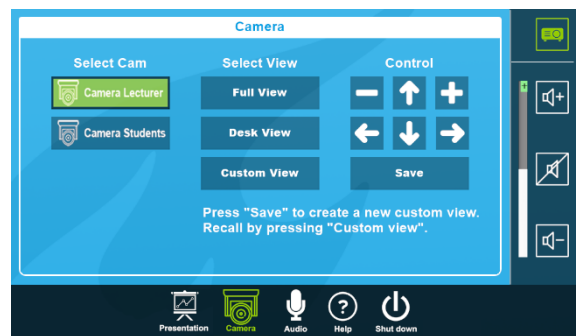 Camera
Select Cam
Select View
Control
Camera Lecturer
Full View
Camera Students
Desk View
Custom View
Save
Press "Save" to create a new custom view.
Recall by pressing "Custom view".
Presentation
Camera
Audio
Help
Shut down